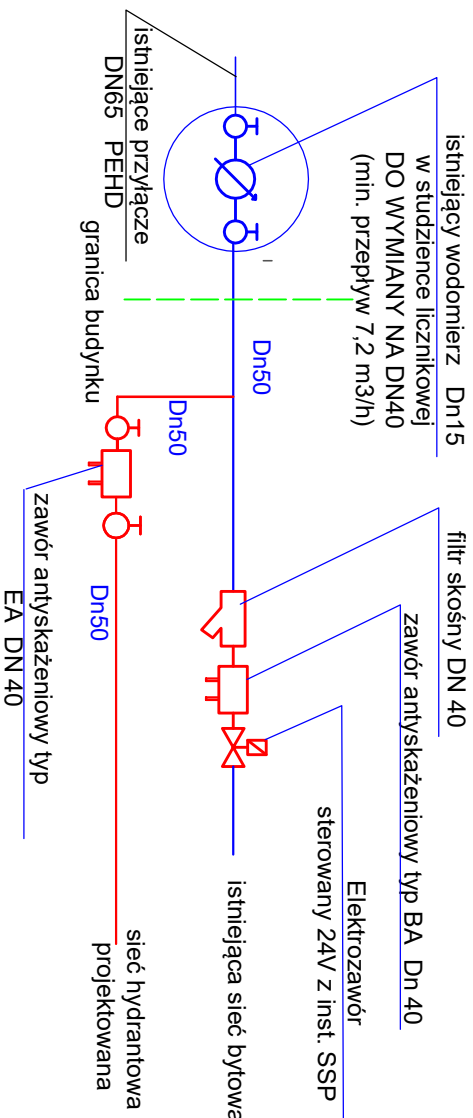 istniejący wodomierz Dn15
w studzience licznikowej
DO WYMIANY NA DN40
(min. przepływ 7,2 m3/h)
filtr skośny DN 40
zawór antyskażeniowy typ BA Dn 40
Elektrozawór
sterowany 24V z inst. SSP
Dn50
istniejąca sieć bytowa
Dn50
istniejące przyłącze
DN65 PEHD
granica budynku
Dn50
zawór antyskażeniowy typ
EA DN 40
sieć hydrantowa
projektowana